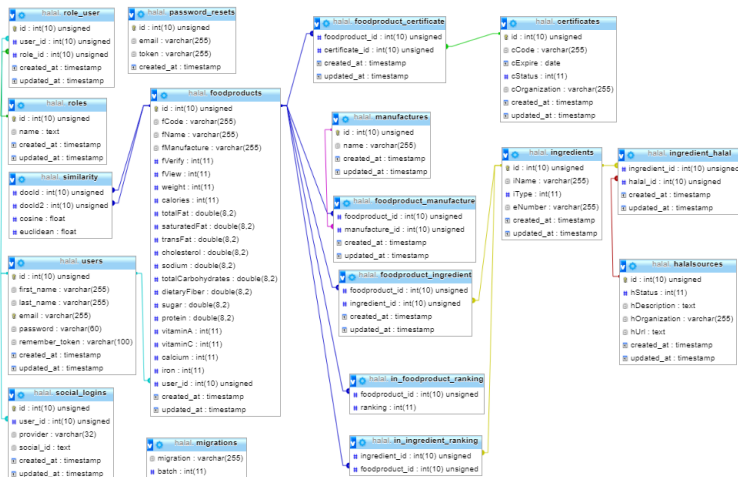 halal role_user
id : int(10) unsigned
user_id : int(10) unsigned
role_id : int(10) unsigned
created_at : timestamp
updated_at : timestamp
halal password_resets
email : varchar(255)
token : varchar(255)
created_at : timestamp
halal foodproduct_certificate
foodproduct_id : int(10) unsigned
certificate_id : int(10) unsigned
created_at : timestamp
updated_at : timestamp
halal certificates
id : int(10) unsigned
cCode : varchar(255)
cExpire : date
cStatus : int(11)
cOrganization : varchar(255)
created_at : timestamp
updated_at : timestamp
halal roles
id : int(10) unsigned
name : text
created_at : timestamp
updated_at : timestamp
halal foodproducts
id : int(10) unsigned
fCode : varchar(255)
fName : varchar(255)
fManufacture : varchar(255)
fVerify : int(11)
fView : int(11)
weight : int(11)
calories : int(11)
totalFat : double(8,2)
saturatedFat : double(8,2)
transFat : double(8,2)
cholesterol : double(8,2)
sodium : double(8,2)
totalCarbohydrates : double(8,2)
dietaryFiber : double(8,2)
sugar : double(8,2)
protein : double(8,2)
vitaminA : int(11)
vitaminC : int(11)
calcium : int(11)
iron : int(11)
user_id : int(10) unsigned
created_at : timestamp
updated_at : timestamp
halal manufactures
id : int(10) unsigned
name : varchar(255)
created_at : timestamp
updated_at : timestamp
halal ingredients
id : int(10) unsigned
iName : varchar(255)
iType : int(11)
eNumber : varchar(255)
created_at : timestamp
updated_at : timestamp
halal ingredient_halal
ingredient_id : int(10) unsigned
halal_id : int(10) unsigned
created_at : timestamp
updated_at : timestamp
halal similarity
docId : int(10) unsigned
docId2 : int(10) unsigned
cosine : float
euclidean : float
halal foodproduct_manufacture
foodproduct_id : int(10) unsigned
manufacture_id : int(10) unsigned
created_at : timestamp
updated_at : timestamp
halal users
id : int(10) unsigned
first_name : varchar(255)
last_name : varchar(255)
email : varchar(255)
password : varchar(60)
remember_token : varchar(100)
created_at : timestamp
updated_at : timestamp
halal foodproduct_ingredient
foodproduct_id : int(10) unsigned
ingredient_id : int(10) unsigned
created_at : timestamp
updated_at : timestamp
halal halalsources
id : int(10) unsigned
hStatus : int(11)
hDescription : text
hOrganization : varchar(255)
hUrl : text
created_at : timestamp
updated_at : timestamp
halal social_logins
id : int(10) unsigned
user_id : int(10) unsigned
provider : varchar(32)
social_id : text
created_at : timestamp
updated_at : timestamp
halal in_foodproduct_ranking
foodproduct_id : int(10) unsigned
ranking : int(11)
halal migrations
migration : varchar(255)
batch : int(11)
halal in_ingredient_ranking
ingredient_id : int(10) unsigned
foodproduct_id : int(10) unsigned